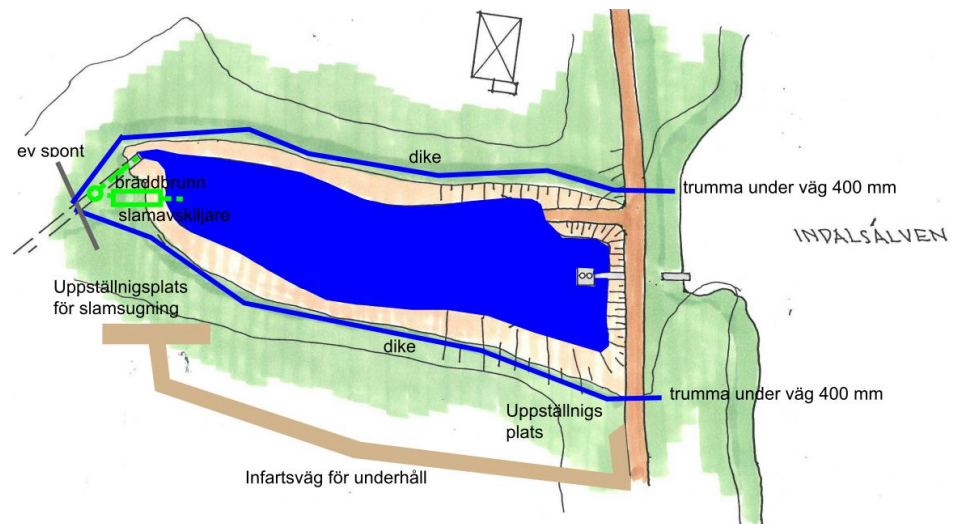 ev spont
dike
bräddbrunn
trumma under väg 400 mm
slamavskiljare
INDALSÄLVEN
Uppställnigsplats
för slamsugning
dike
trumma under väg 400 mm
Uppställnigs
plats
Infartsväg för underhåll